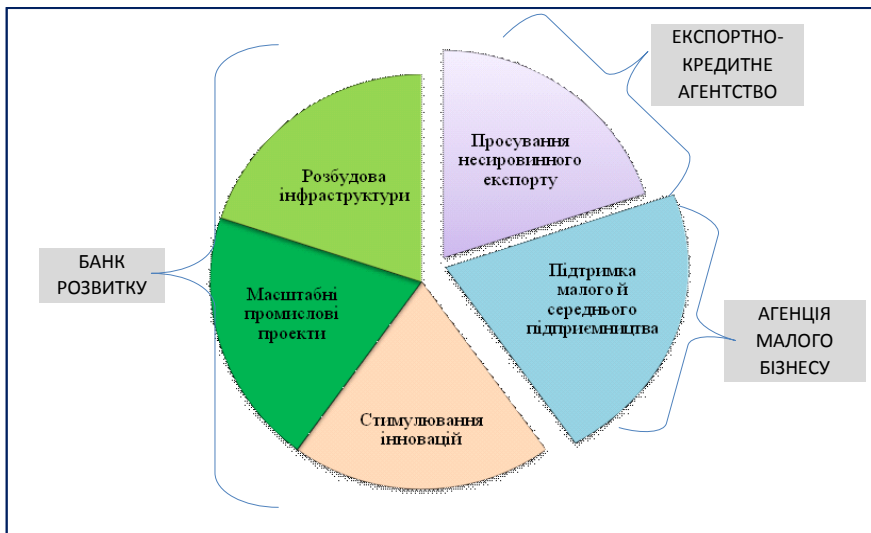 ЕКСПОРТНО-
КРЕДИТНЕ
АГЕНТСТВО
Просування
несировинного
експорту
Розбудова
інфраструктури
БАНК
РОЗВИТКУ
Масштабні
промислові
проекти
Підтримка
малого й
середнього
підприємництва
АГЕНЦІЯ
МАЛОГО
БІЗНЕСУ
Стимулювання
інновацій